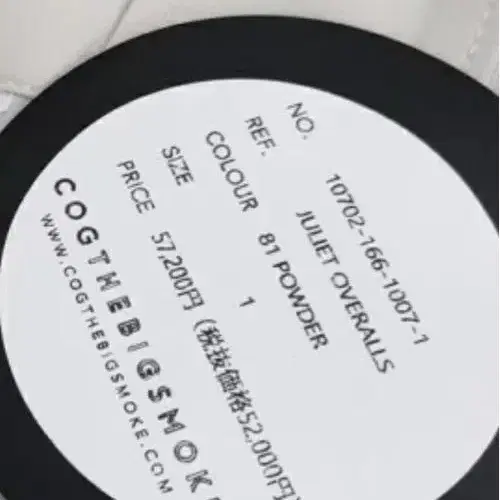 NO. 10702-166-1007-1
REF. JULIET OVERALLS
COLOUR 81 POWDER
SIZE 1
PRICE 57,200円 (税抜価格52,000円)
COGTHEBIGSMOK
WWW.COGTHEBIGSMOKE.COM